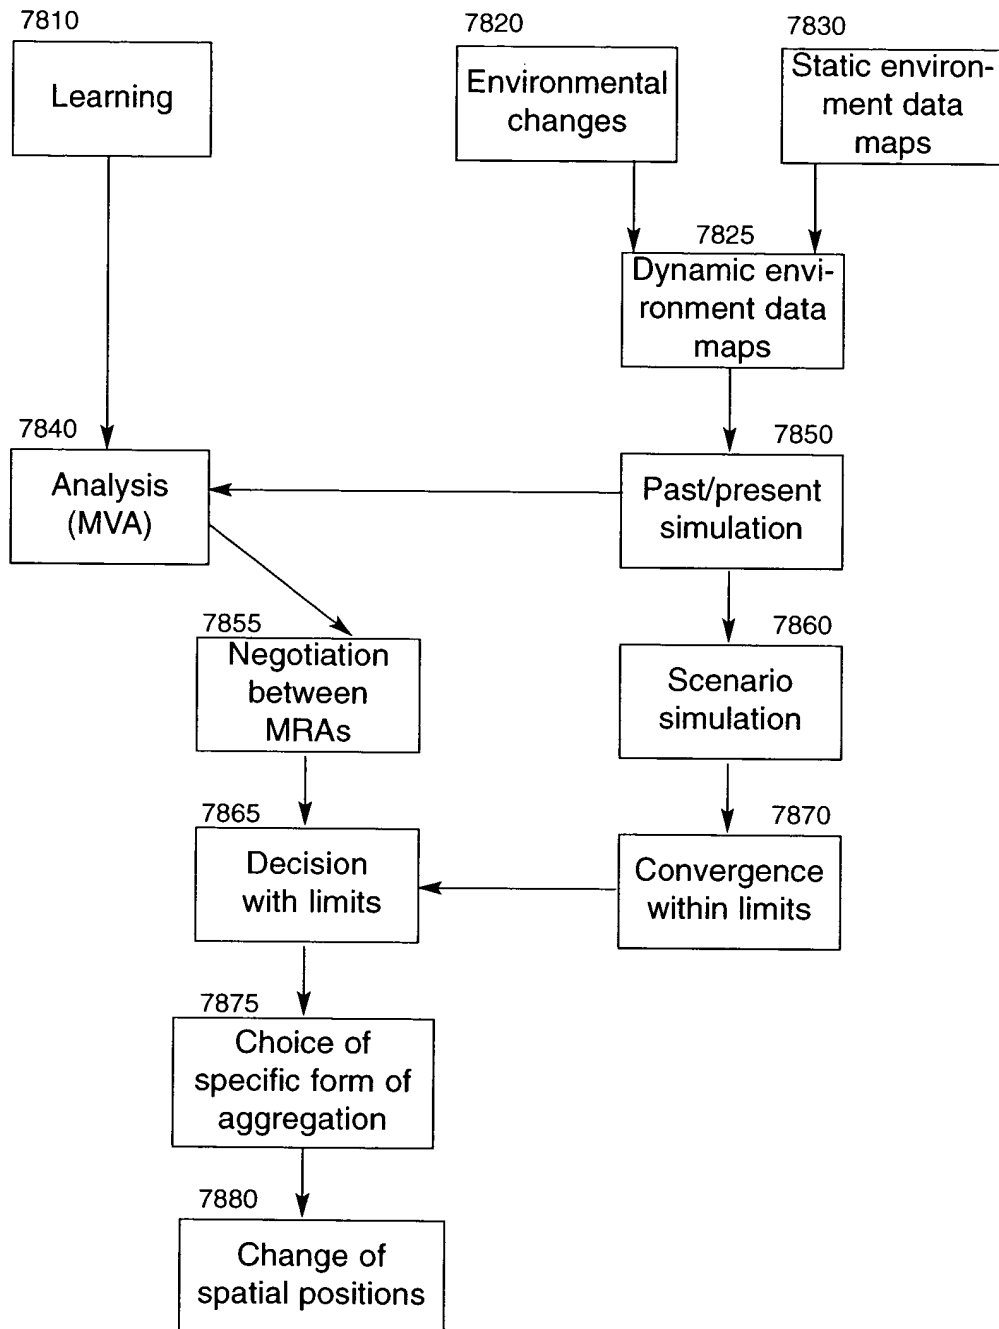 7810
Learning
7820
Environmental
changes
7830
Static environ-
ment data
maps
7825
Dynamic envi-
ronment data
maps
7840
Analysis
(MVA)
7850
Past/present
simulation
7855
Negotiation
between
MRAs
7860
Scenario
simulation
7865
Decision
with limits
7870
Convergence
within limits
7875
Choice of
specific form of
aggregation
7880
Change of
spatial positions